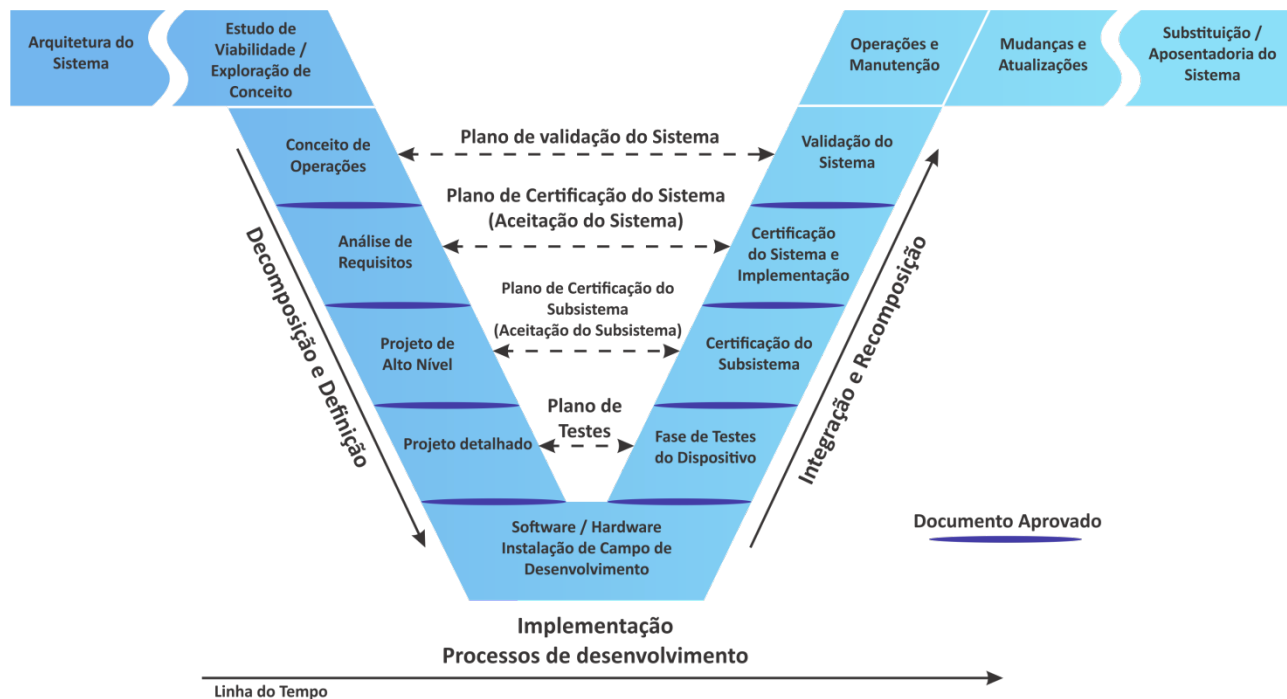 Arquitetura do
Sistema
Estudo de
Viabilidade /
Exploração de
Conceito
Operações e
Manutenção
Mudanças e
Atualizações
Substituição /
Aposentadoria do
Sistema
Conceito de
Operações
Plano de validação do Sistema
Validação do
Sistema
Plano de Certificação do Sistema
(Aceitação do Sistema)
Análise de
Requisitos
Certificação
do Sistema e
Implementação
Plano de Certificação do
Subsistema
(Aceitação do Subsistema)
Projeto de
Alto Nível
Certificação do
Subsistema
Plano de
Testes
Projeto detalhado
Fase de Testes
do Dispositivo
Decomposição e Definição
Integração e Recomposição
Software / Hardware
Instalação de Campo de
Desenvolvimento
Documento Aprovado
Implementação
Processos de desenvolvimento
Linha do Tempo